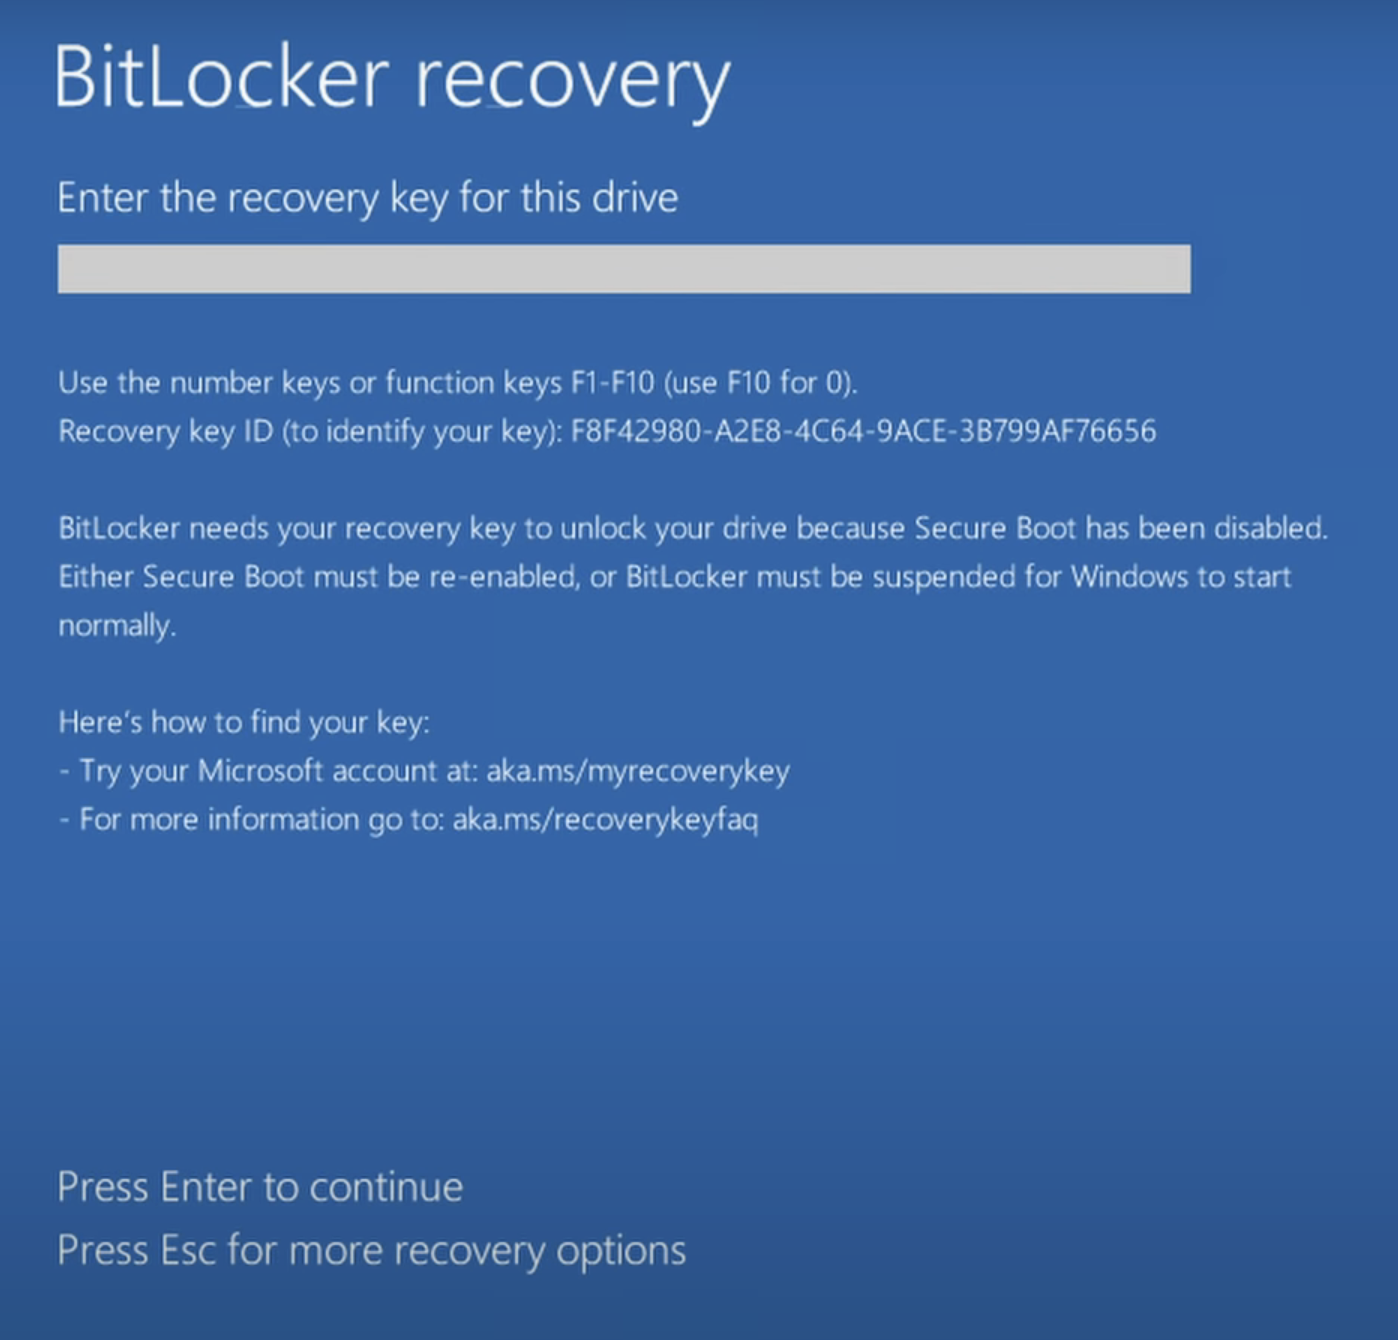 BitLocker recovery
Enter the recovery key for this drive
Use the number keys or function keys F1-F10 (use F10 for 0).
Recovery key ID (to identify your key): F8F42980-A2E8-4C64-9ACE-3B799AF76656
BitLocker needs your recovery key to unlock your drive because Secure Boot has been disabled.
Either Secure Boot must be re-enabled, or BitLocker must be suspended for Windows to start
normally.
Here's how to find your key:
- Try your Microsoft account at: aka.ms/myrecoverykey
- For more information go to: aka.ms/recoverykeyfaq
Press Enter to continue
Press Esc for more recovery options